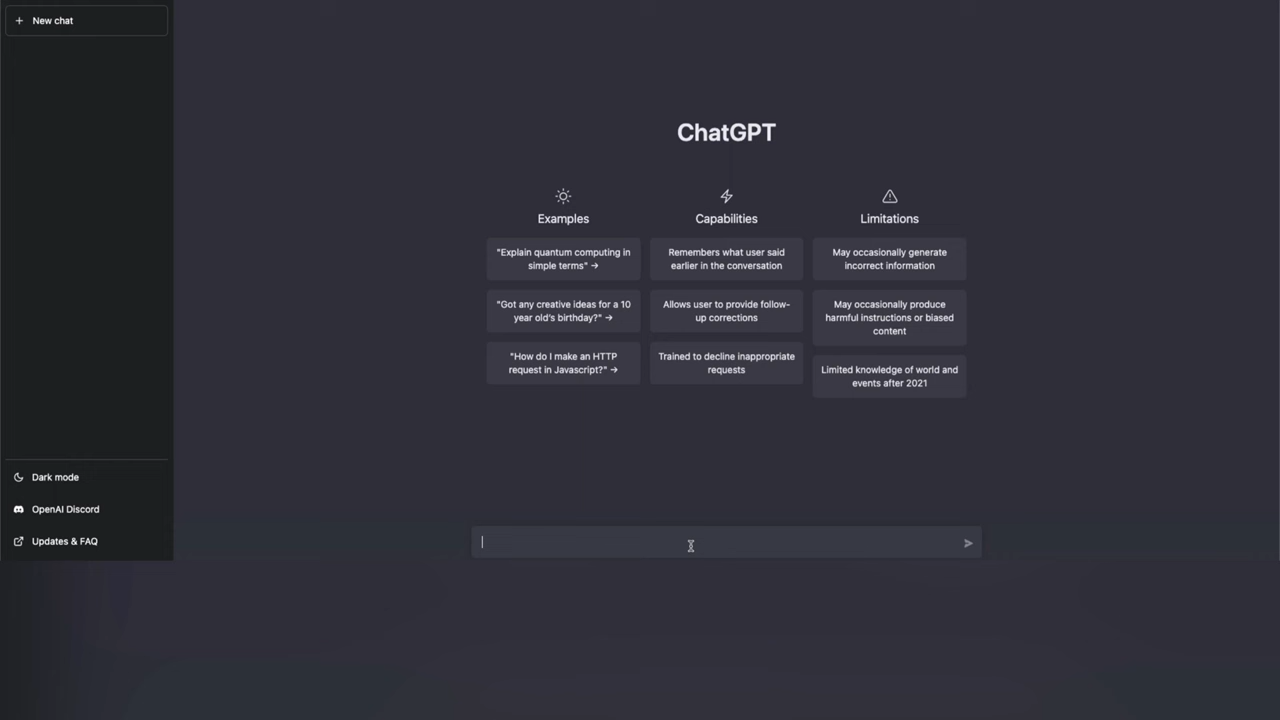 New chat
ChatGPT
Examples
"Explain quantum computing in
simple terms" →
"Got any creative ideas for a 10
year old's birthday?" →
"How do I make an HTTP
request in Javascript?" →
Capabilities
Remembers what user said
earlier in the conversation
Allows user to provide follow-
up corrections
Trained to decline inappropriate
requests
Limitations
May occasionally generate
incorrect information
May occasionally produce
harmful instructions or biased
content
Limited knowledge of world and
events after 2021
Dark mode
OpenAI Discord
Updates & FAQ